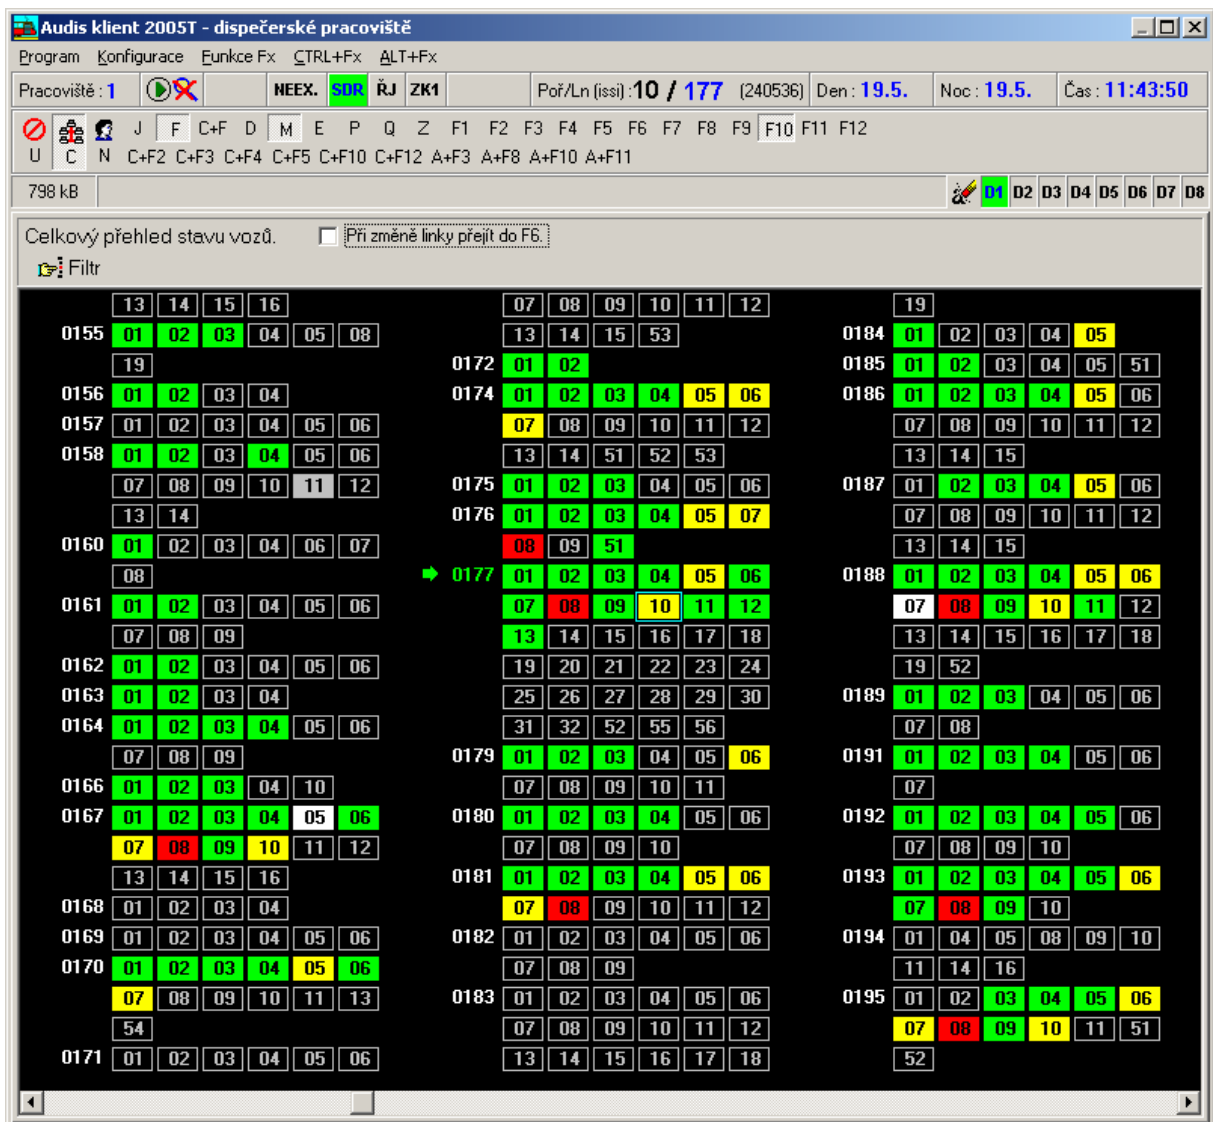 Audis klient 2005T - dispečerské pracoviště
Program Konfigurace Funkce Fx CTRL+Fx ALT+Fx
Pracoviště : 1 NEEX. SDR ŘJ ZK1 Poř/Ln (issi) : 10 / 177 (240536) Den : 19.5. Noc : 19.5. Čas : 11:43:50
J F C+F D M E P Q Z F1 F2 F3 F4 F5 F6 F7 F8 F9 F10 F11 F12
U C N C+F2 C+F3 C+F4 C+F5 C+F10 C+F12 A+F3 A+F8 A+F10 A+F11
798 kB D1 D2 D3 D4 D5 D6 D7 D8
Celkový přehled stavu vozů. Při změně linky přejít do F6.
Filtr
13 14 15 16
0155 01 02 03 04 05 08
19
0156 01 02 03 04
0157 01 02 03 04 05 06
0158 01 02 03 04 05 06
07 08 09 10 11 12
13 14
0160 01 02 03 04 06 07
08
0161 01 02 03 04 05 06
07 08 09
0162 01 02 03 04 05 06
0163 01 02 03 04
0164 01 02 03 04 05 06
07 08 09
0166 01 02 03 04 10
0167 01 02 03 04 05 06
07 08 09 10 11 12
13 14 15 16
0168 01 02 03 04
0169 01 02 03 04 05 06
0170 01 02 03 04 05 06
07 08 09 10 11 13
54
0171 01 02 03 04 05 06
07 08 09 10 11 12
13 14 15 53
0172 01 02
0174 01 02 03 04 05 06
07 08 09 10 11 12
13 14 51 52 53
0175 01 02 03 04 05 06
0176 01 02 03 04 05 07
08 09 51
0177 01 02 03 04 05 06
07 08 09 10 11 12
13 14 15 16 17 18
19 20 21 22 23 24
25 26 27 28 29 30
31 32 52 55 56
0179 01 02 03 04 05 06
07 08 09 10 11
0180 01 02 03 04 05 06
07 08 09 10
0181 01 02 03 04 05 06
07 08 09 10 11 12
0182 01 02 03 04 05 06
07 08 09
0183 01 02 03 04 05 06
07 08 09 10 11 12
13 14 15 16 17 18
19
0184 01 02 03 04 05
0185 01 02 03 04 05 51
0186 01 02 03 04 05 06
07 08 09 10 11 12
13 14 15
0187 01 02 03 04 05 06
07 08 09 10 11 12
13 14 15
0188 01 02 03 04 05 06
07 08 09 10 11 12
13 14 15 16 17 18
19 52
0189 01 02 03 04 05 06
07 08
0191 01 02 03 04 05 06
07
0192 01 02 03 04 05 06
07 08 09 10
0193 01 02 03 04 05 06
07 08 09 10
0194 01 04 05 08 09 10
11 14 16
0195 01 02 03 04 05 06
07 08 09 10 11 51
52